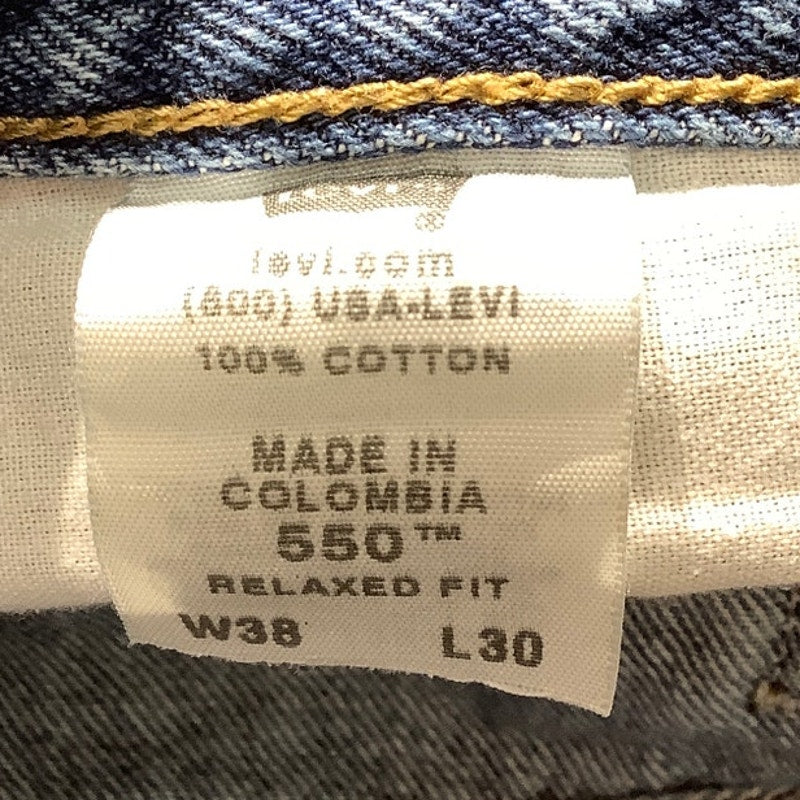 ®
levi.com
(800) USA-LEVI
100% COTTON
MADE IN
COLOMBIA
550™
RELAXED FIT
W38 L30